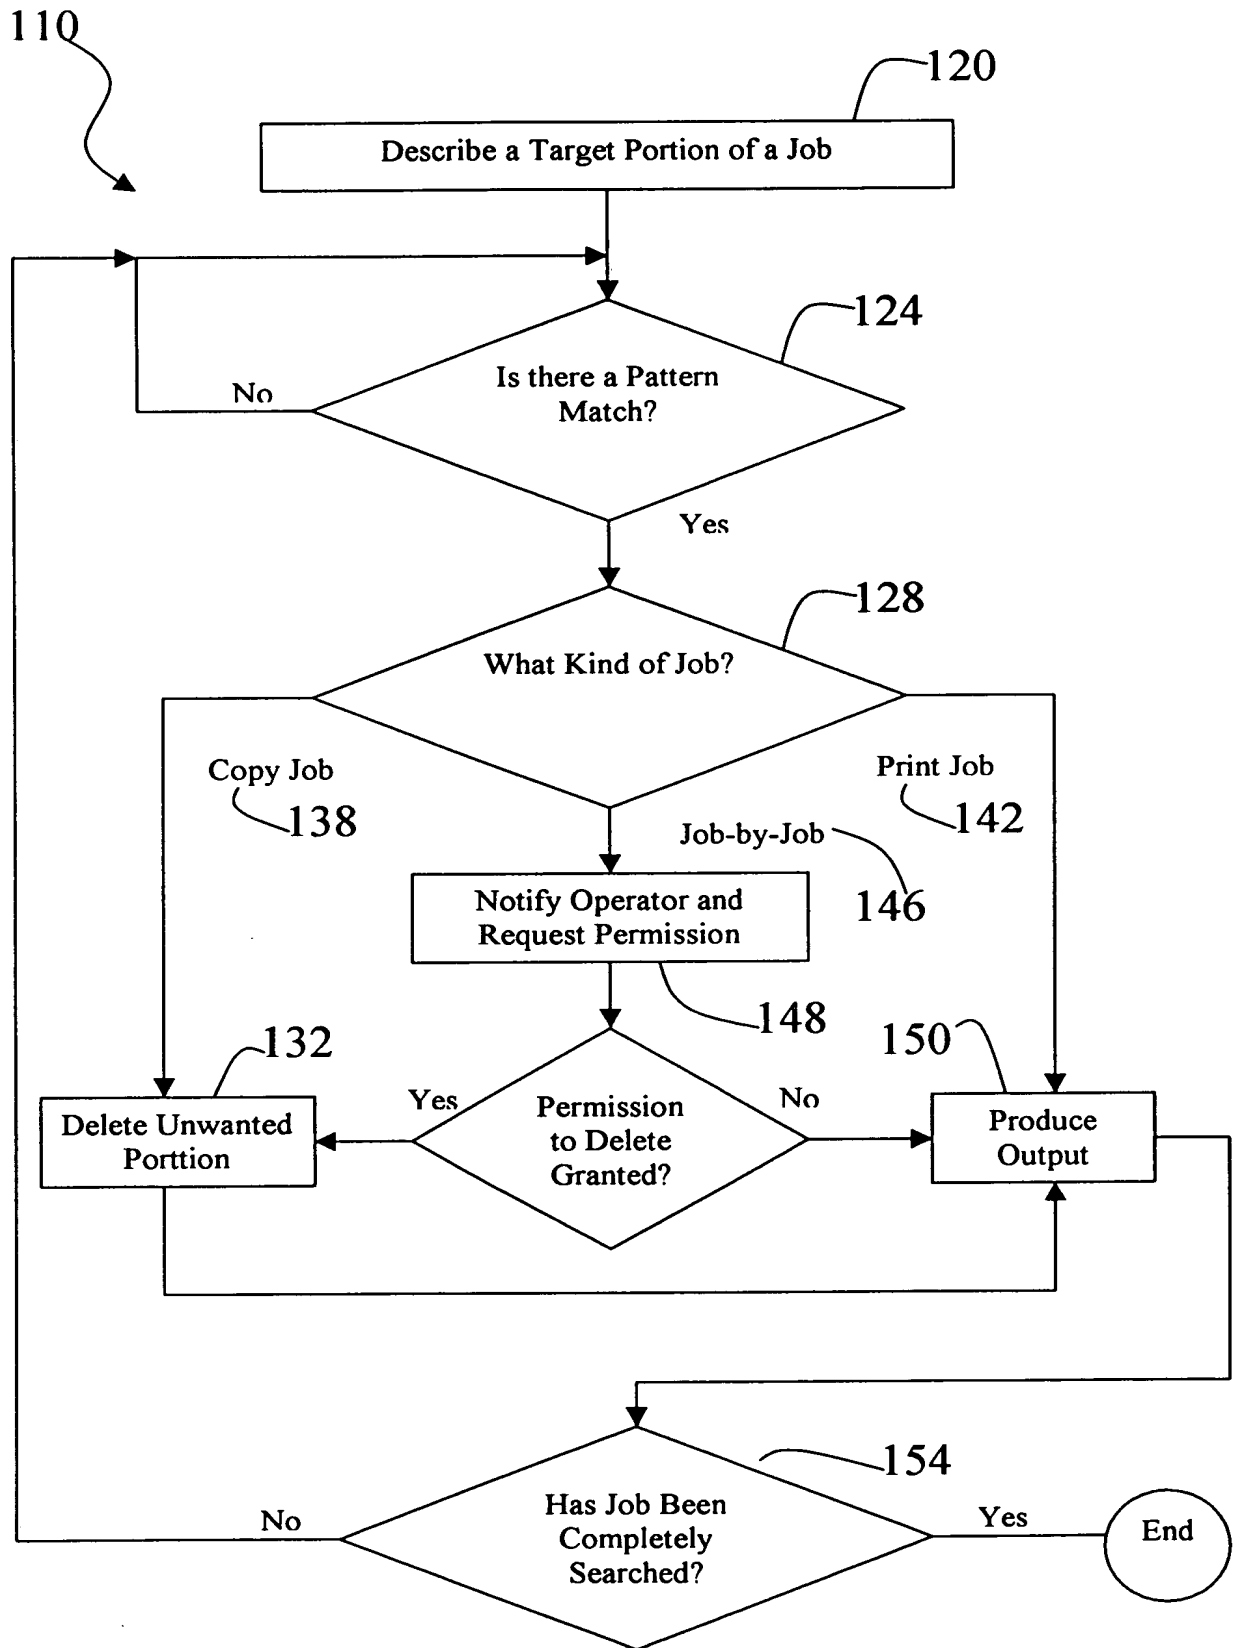 110
120
Describe a Target Portion of a Job
124
Is there a Pattern
Match?
No
Yes
128
What Kind of Job?
Copy Job
138
Print Job
142
Job-by-Job
146
Notify Operator and
Request Permission
148
132
150
Delete Unwanted
Porttion
Yes
Permission
to Delete
Granted?
No
Produce
Output
154
No
Has Job Been
Completely
Searched?
Yes
End